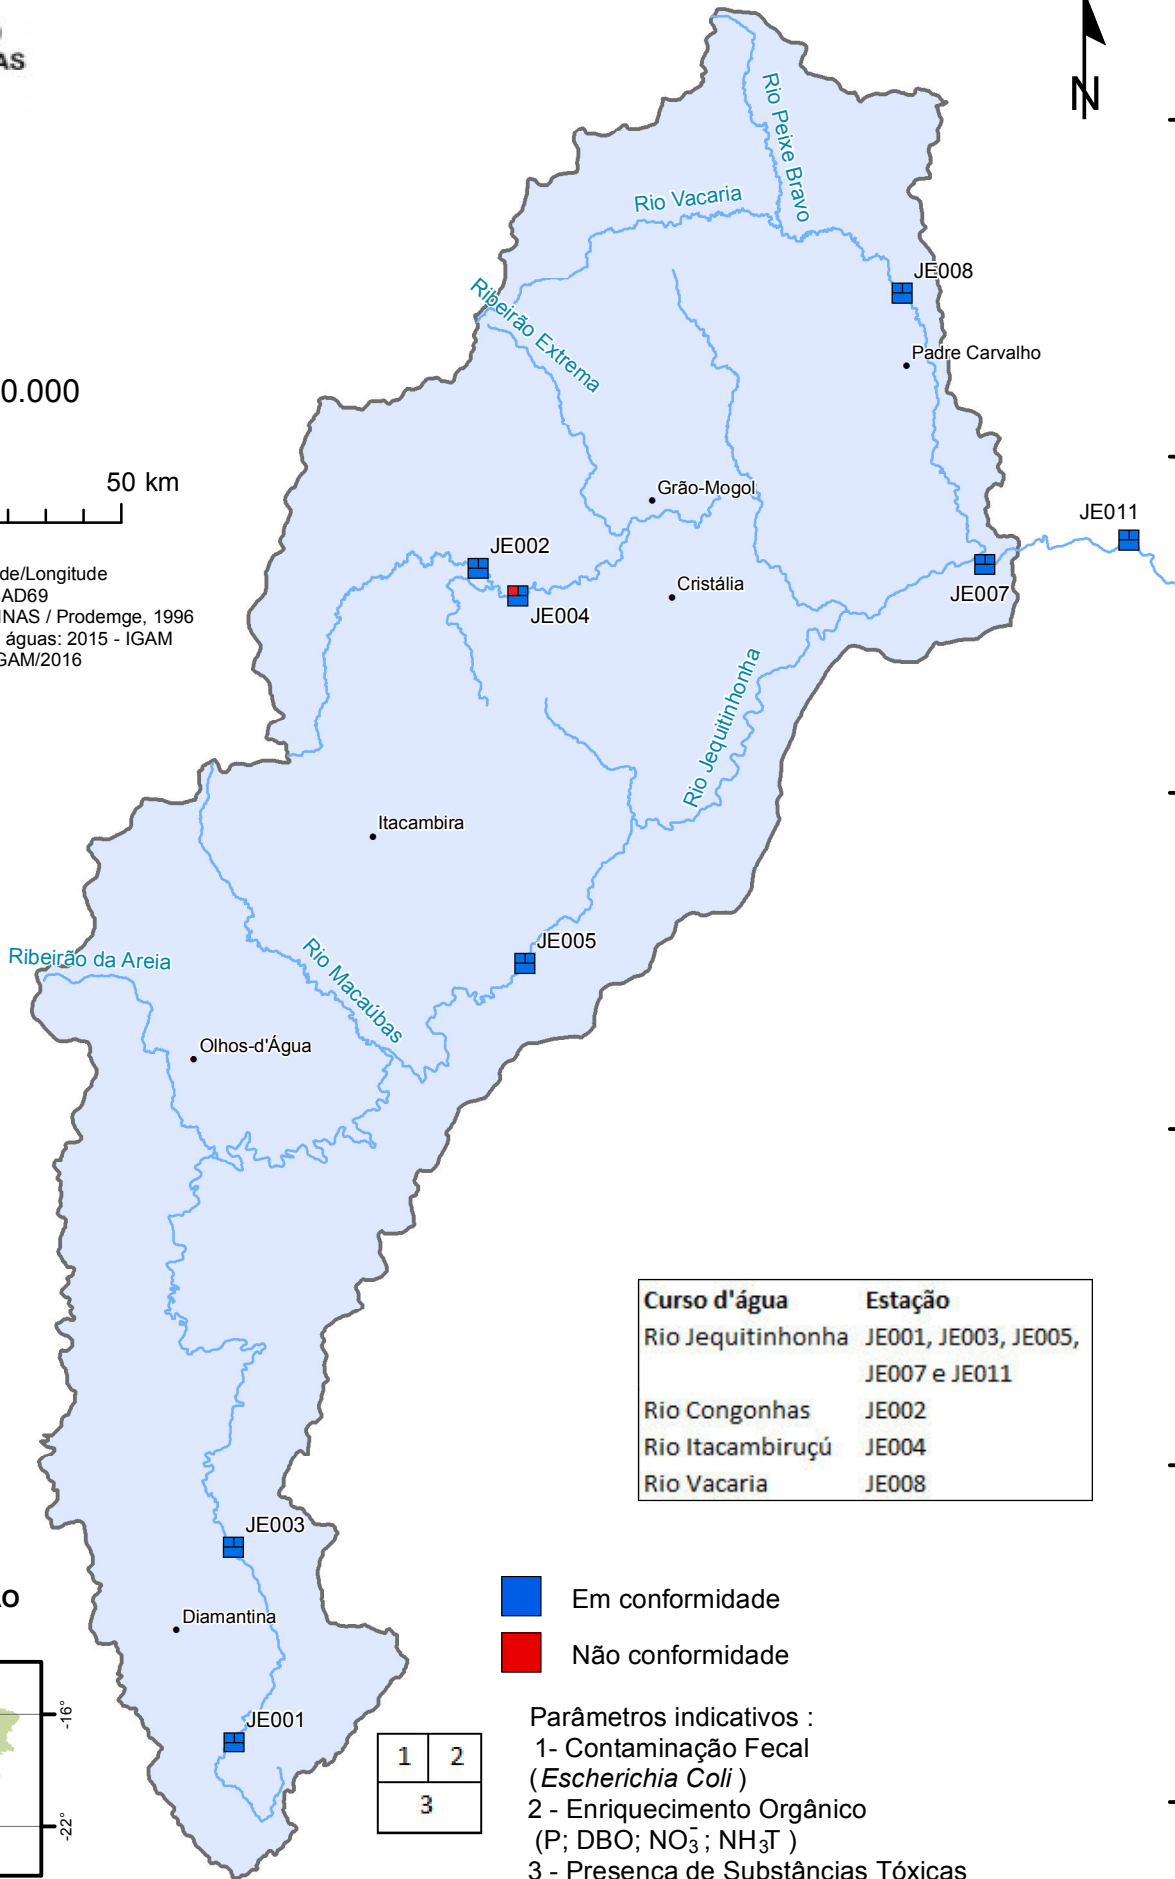 AS
N
Rio Peixe Bravo
Rio Vacaria
JE008
Ribeirão Extrema
Padre Carvalho
0.000
50 km
Grão-Mogol
JE011
JE002
de/Longitude
AD69
INAS / Prodemge, 1996
águas: 2015 - IGAM
GAM/2016
Cristália
JE007
JE004
Rio Jequitinhonha
Itacambira
JE005
Ribeirão da Areia
Rio Macaúbas
Olhos-d'Água
Curso d'água Estação
Rio Jequitinhonha JE001, JE003, JE005,
JE007 e JE011
Rio Congonhas JE002
Rio Itacambiruçú JE004
Rio Vacaria JE008
JE003
ÃO
Diamantina
Em conformidade
Não conformidade
-16°
JE001
-22°
1 2
3
Parâmetros indicativos :
1- Contaminação Fecal
(Escherichia Coli )
2 - Enriquecimento Orgânico
(P; DBO; NO₃⁻; NH₃T )
3 - Presença de Substâncias Tóxicas